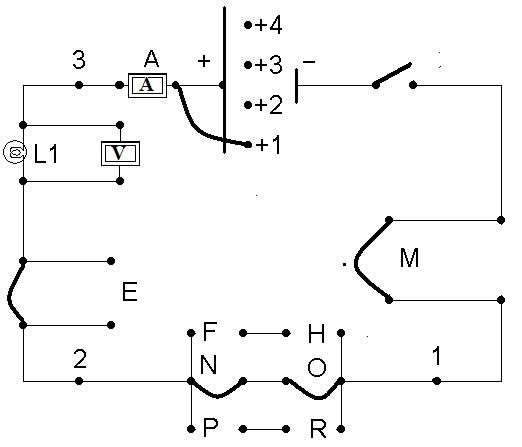 +4
3 A + +3 −
A
+2
+1
L1 V
M
E
F H
2 N O 1
P R